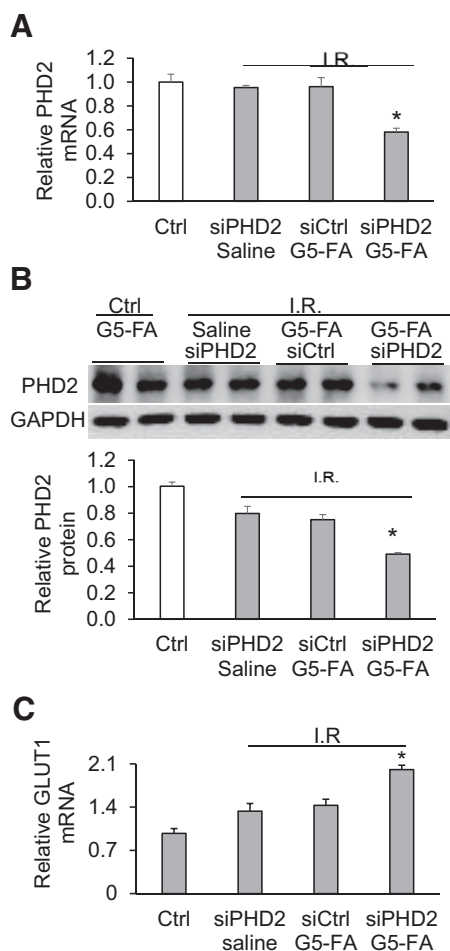 A
I.R
Relative PHD2
mRNA
1.2
1.0
0.8
0.6
0.4
0.2
0.0
*
Ctrl siPHD2 siCtrl siPHD2
Saline G5-FA G5-FA
B
Ctrl I.R.
G5-FA Saline G5-FA G5-FA
siPHD2 siCtrl siPHD2
PHD2
GAPDH
Relative PHD2
protein
1.2
1.0
0.8
0.6
0.4
0.2
0.0
I.R.
*
Ctrl siPHD2 siCtrl siPHD2
Saline G5-FA G5-FA
C
I.R
Relative GLUT1
mRNA
2.1
1.4
0.7
0
*
Ctrl siPHD2 siCtrl siPHD2
saline G5-FA G5-FA